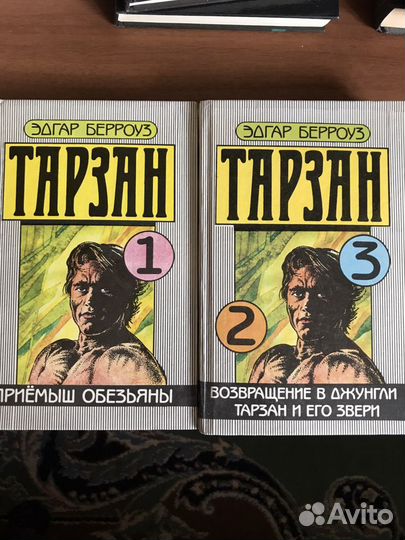 ЭДГАР БЕРРОУЗ
ТАРЗАН
1
ПРИЁМЫШ ОБЕЗЬЯНЫ
ЭДГАР БЕРРОУЗ
ТАРЗАН
3
2
ВОЗВРАЩЕНИЕ В ДЖУНГЛИ
ТАРЗАН И ЕГО ЗВЕРИ
Avito